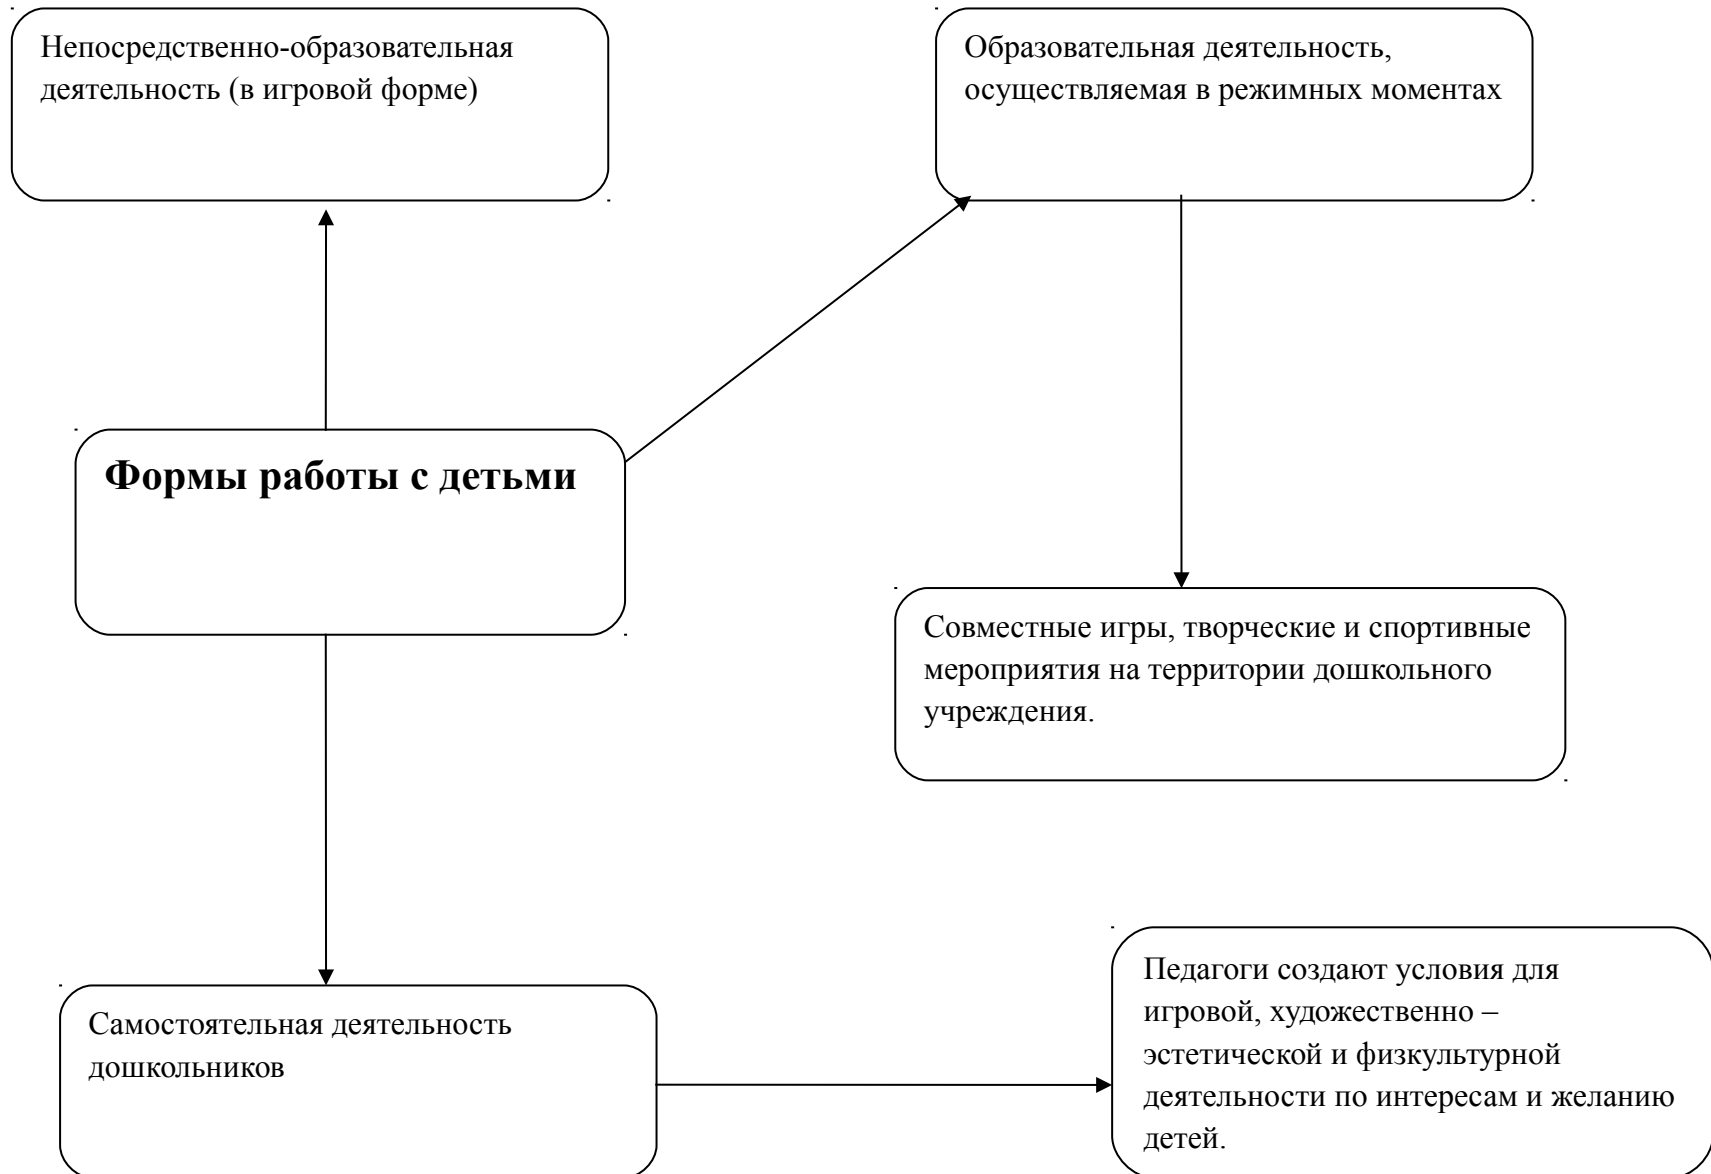 Непосредственно-образовательная
деятельность (в игровой форме)
Образовательная деятельность,
осуществляемая в режимных моментах
Формы работы с детьми
Совместные игры, творческие и спортивные
мероприятия на территории дошкольного
учреждения.
Самостоятельная деятельность
дошкольников
Педагоги создают условия для
игровой, художественно –
эстетической и физкультурной
деятельности по интересам и желанию
детей.